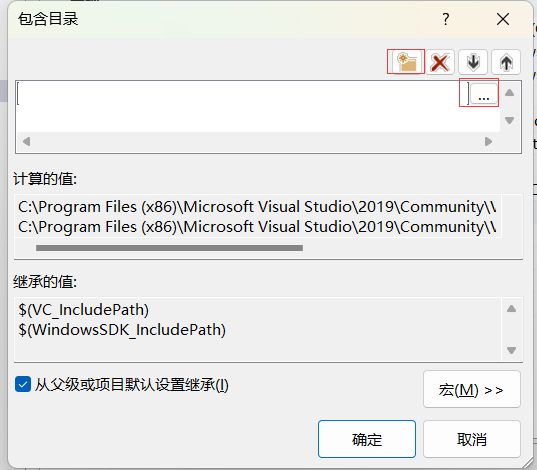 包含目录
...
计算的值:
C:\Program Files (x86)\Microsoft Visual Studio\2019\Community\\
C:\Program Files (x86)\Microsoft Visual Studio\2019\Community\\
继承的值:
$(VC_IncludePath)
$(WindowsSDK_IncludePath)
从父级或项目默认设置继承(I)
宏(M) >>
确定
取消